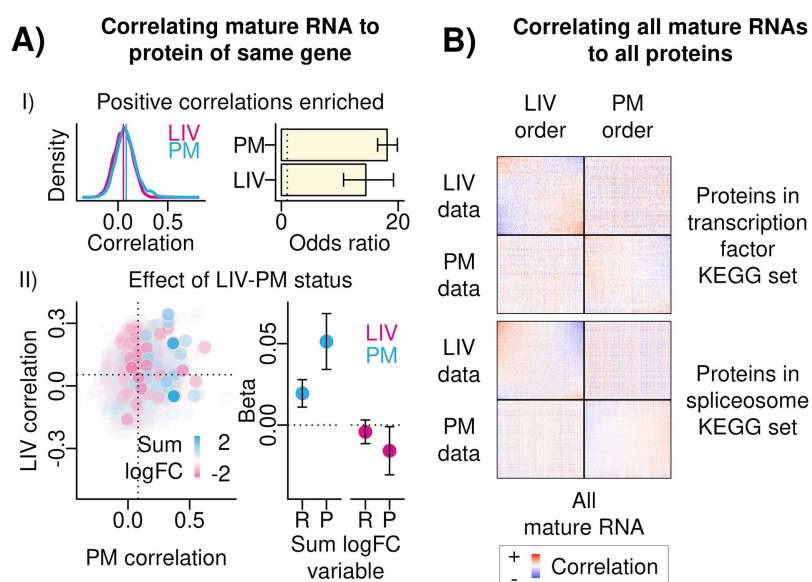 A)
Correlating mature RNA to
protein of same gene
I)
Positive correlations enriched
Density
LIV
PM
0.0
0.5
Correlation
PM
LIV
0
20
Odds ratio
II)
Effect of LIV-PM status
LIV correlation
0.3
0.0
-0.3
Sum
logFC
2
-2
0.0
0.5
PM correlation
Beta
0.05
0.00
LIV
PM
R
P
R
P
Sum logFC
variable
B)
Correlating all mature RNAs
to all proteins
LIV
order
PM
order
LIV
data
PM
data
Proteins in
transcription
factor
KEGG set
LIV
data
PM
data
Proteins in
spliceosome
KEGG set
All
mature RNA
+
-
Correlation